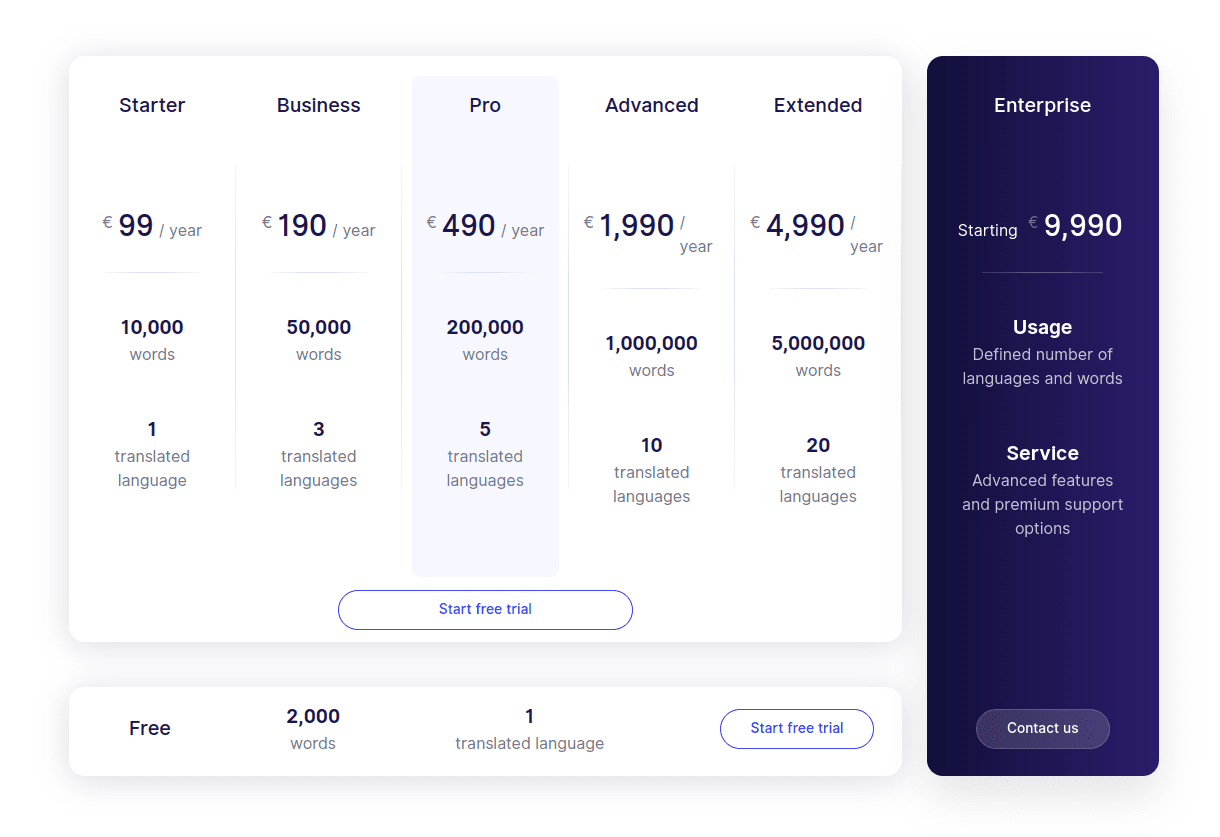 Starter
€ 99 / year
10,000
words
1
translated
language
Business
€ 190 / year
50,000
words
3
translated
languages
Pro
€ 490 / year
200,000
words
5
translated
languages
Advanced
€ 1,990 /
year
1,000,000
words
10
translated
languages
Extended
€ 4,990 /
year
5,000,000
words
20
translated
languages
Start free trial
Enterprise
Starting € 9,990
Usage
Defined number of
languages and words
Service
Advanced features
and premium support
options
Contact us
Free
2,000
words
1
translated language
Start free trial